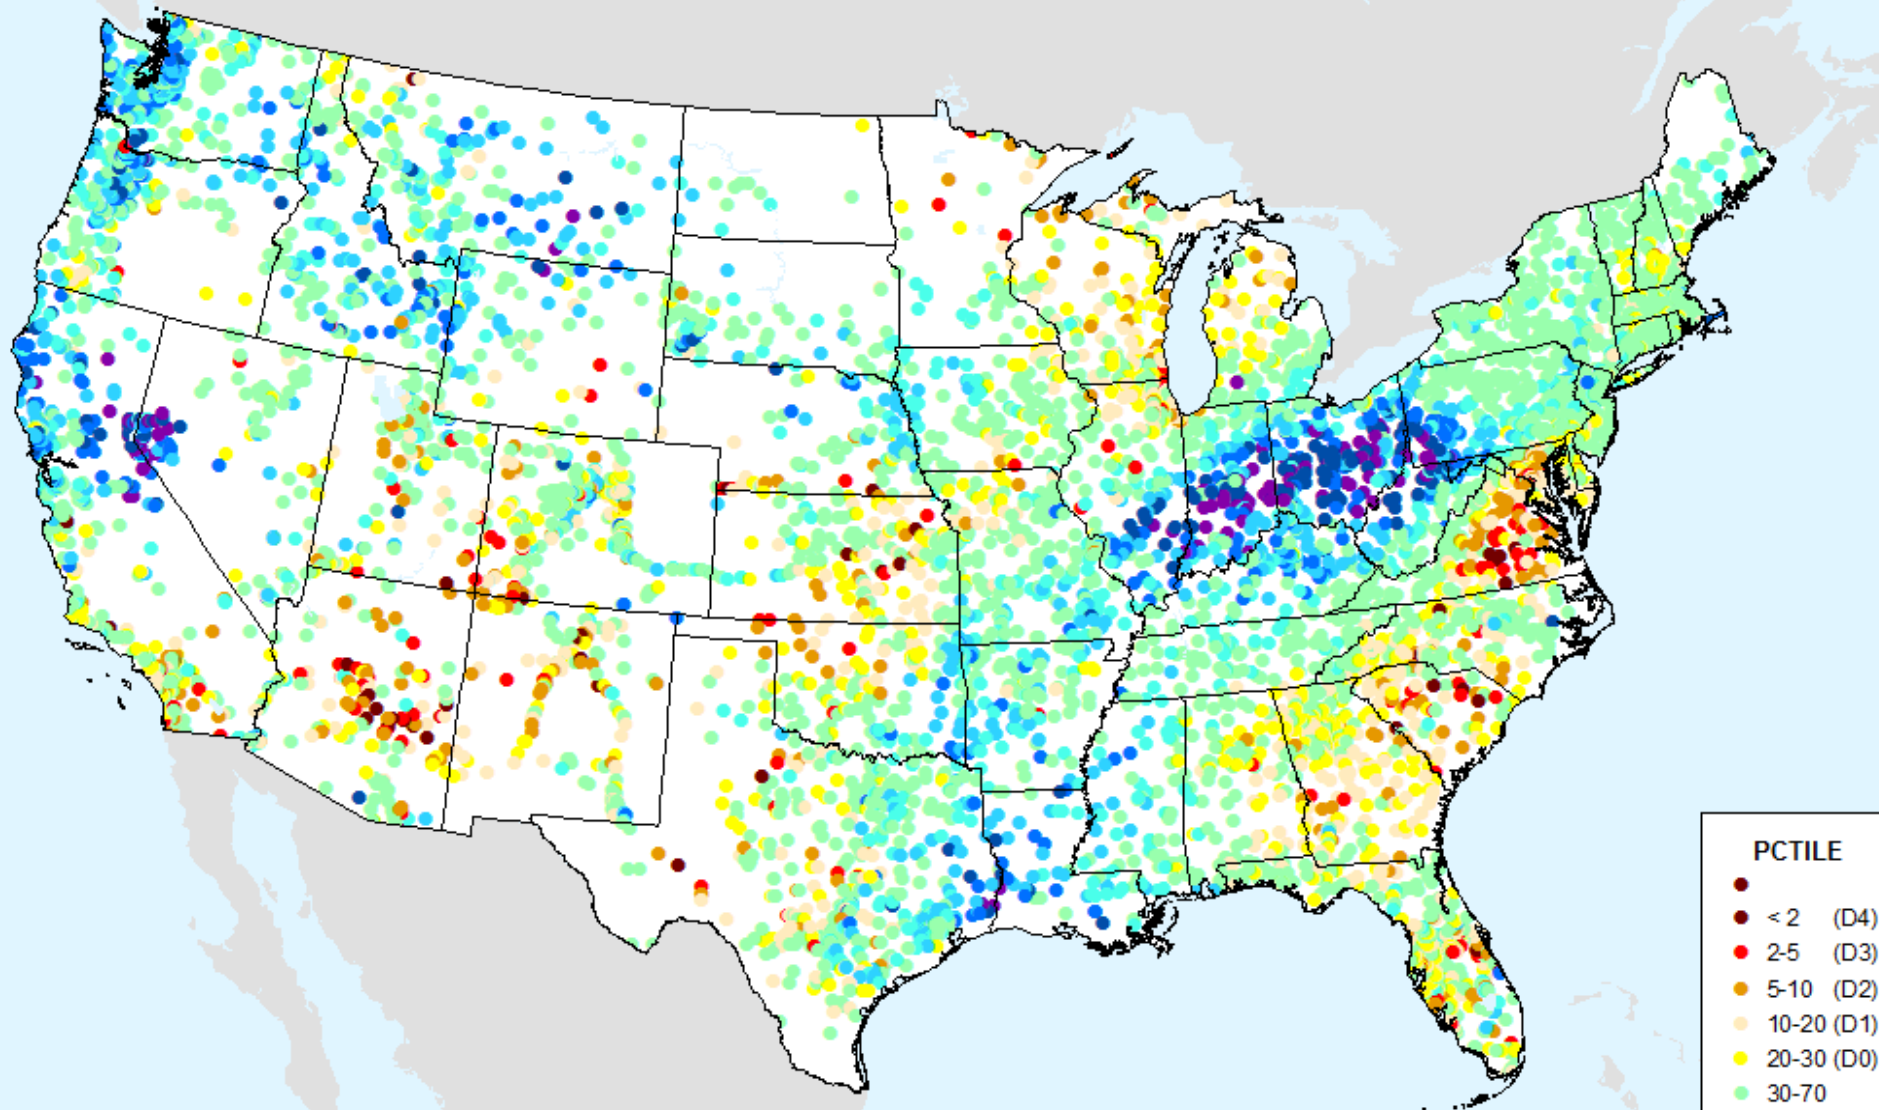 PCTILE
< 2 (D4)
2-5 (D3)
5-10 (D2)
10-20 (D1)
20-30 (D0)
30-70